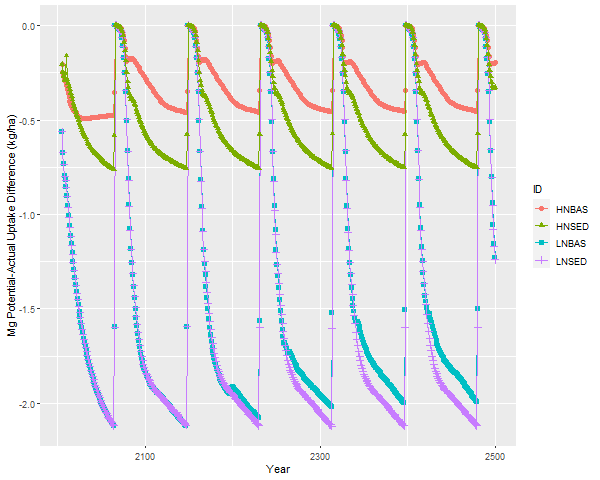 Mg Potential-Actual Uptake Difference (kg/ha)
0.0
-0.5
-1.0
-1.5
-2.0
2100
2300
2500
Year
ID
HNBAS
HNSED
LNBAS
LNSED